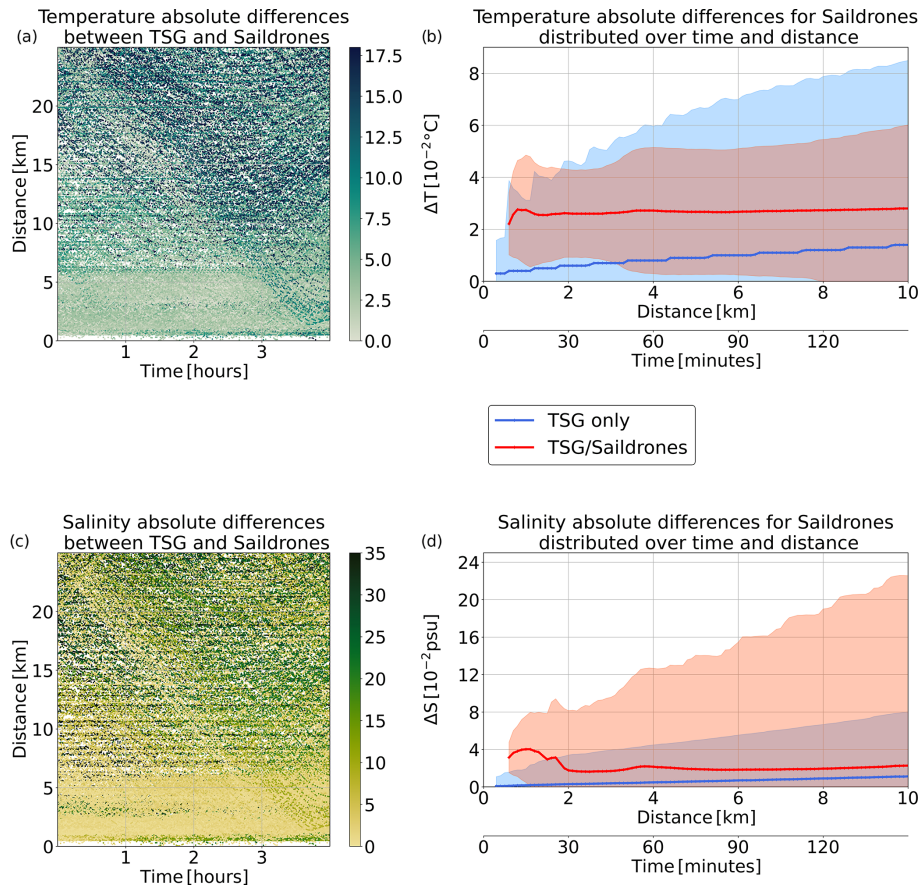 Temperature absolute differences
between TSG and Saildrones
(a)
17.5
15.0
12.5
10.0
7.5
5.0
2.5
0.0
20
15
10
5
0
Distance [km]
1 2 3
Time [hours]
Temperature absolute differences for Saildrones
distributed over time and distance
(b)
8
6
4
2
0
ΔT [10⁻²°C]
0 2 4 6 8 10
Distance [km]
0 30 60 90 120
Time [minutes]
TSG only
TSG/Saildrones
Salinity absolute differences
between TSG and Saildrones
(c)
35
30
25
20
15
10
5
0
20
15
10
5
0
Distance [km]
1 2 3
Time [hours]
Salinity absolute differences for Saildrones
distributed over time and distance
(d)
24
20
16
12
8
4
0
ΔS [10⁻²psu]
0 2 4 6 8 10
Distance [km]
0 30 60 90 120
Time [minutes]